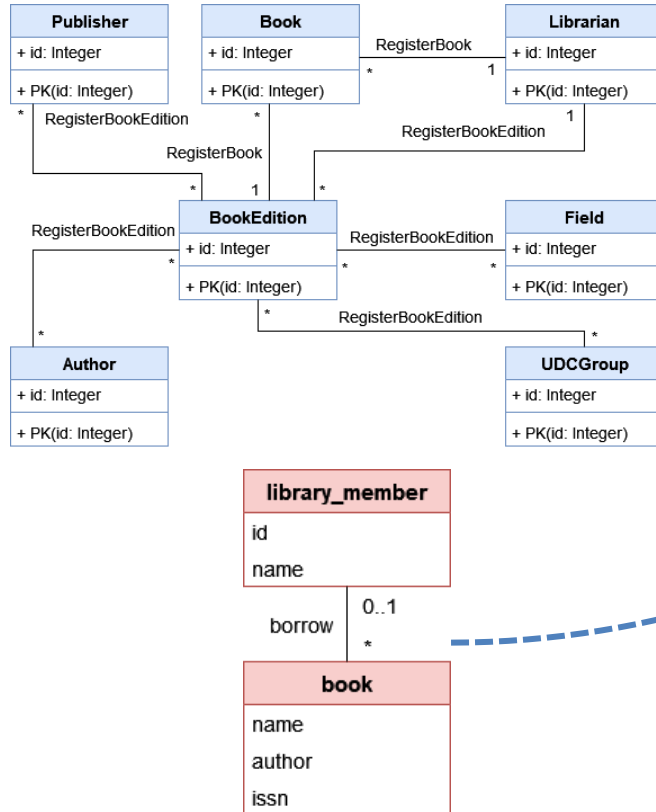 Publisher
+ id: Integer
+ PK(id: Integer)
Book
+ id: Integer
+ PK(id: Integer)
Librarian
+ id: Integer
+ PK(id: Integer)
RegisterBook
*
1
*
RegisterBookEdition
*
*
RegisterBook
1
1
RegisterBookEdition
*
BookEdition
+ id: Integer
+ PK(id: Integer)
Field
+ id: Integer
+ PK(id: Integer)
RegisterBookEdition
*
*
RegisterBookEdition
*
*
*
RegisterBookEdition
*
Author
+ id: Integer
+ PK(id: Integer)
UDCGroup
+ id: Integer
+ PK(id: Integer)
library_member
id
name
borrow
0..1
*
book
name
author
issn